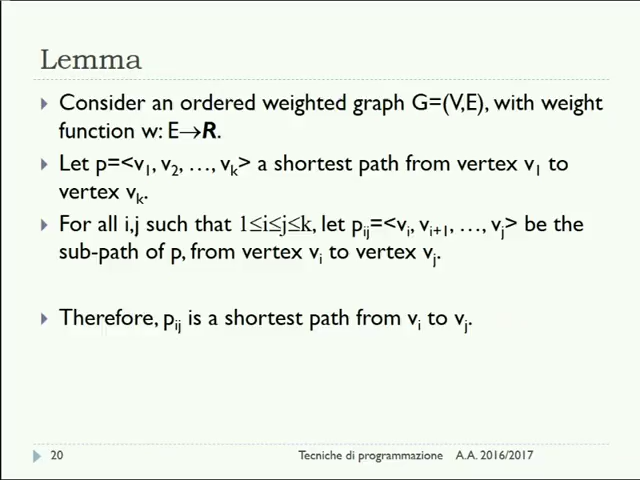 Lemma
Consider an ordered weighted graph G=(V,E), with weight
function w: E→R.
Let p=<v1, v2, …, vk> a shortest path from vertex v1 to
vertex vk.
For all i,j such that 1≤i≤j≤k, let pij=<vi, vi+1, …, vj> be the
sub-path of p, from vertex vi to vertex vj.
Therefore, pij is a shortest path from vi to vj.
20 Tecniche di programmazione A.A. 2016/2017